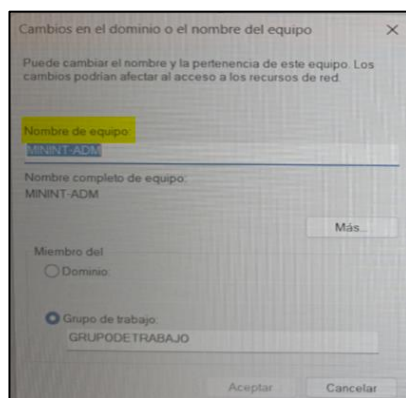 Cambios en el dominio o el nombre del equipo
Puede cambiar el nombre y la pertenencia de este equipo. Los
cambios podrían afectar al acceso a los recursos de red.
Nombre de equipo:
MININT-ADM
Nombre completo de equipo:
MININT-ADM
Más...
Miembro del
Dominio:
Grupo de trabajo:
GRUPODETRABAJO
Aceptar
Cancelar